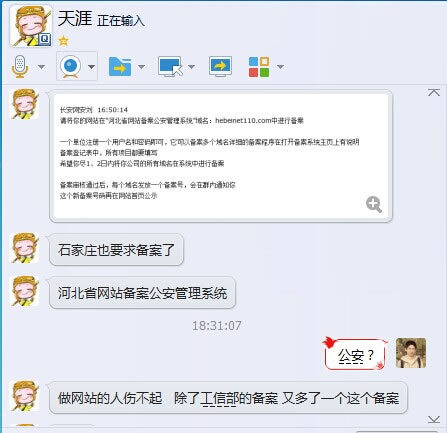 天涯 正在输入
长安网安刘 16:50:14
请将你的网站在"河北省网站备案公安管理系统"域名：hebeinet110.com中进行备案
一个单位注册一个用户名和密码即可，它可以备案多个域名详细的备案程序在打开备案系统主页上有说明
备案登记表中，所有项目都要填写
希望你尽1、2日内将你公司的所有域名在系统中进行备案
备案审核通过后，每个域名发放一个备案号，会在群内通知你
这个新备案号码再在网站首页公示
石家庄也要求备案了
河北省网站备案公安管理系统
18:31:07
公安？
做网站的人伤不起 除了工信部的备案 又多了一个这个备案